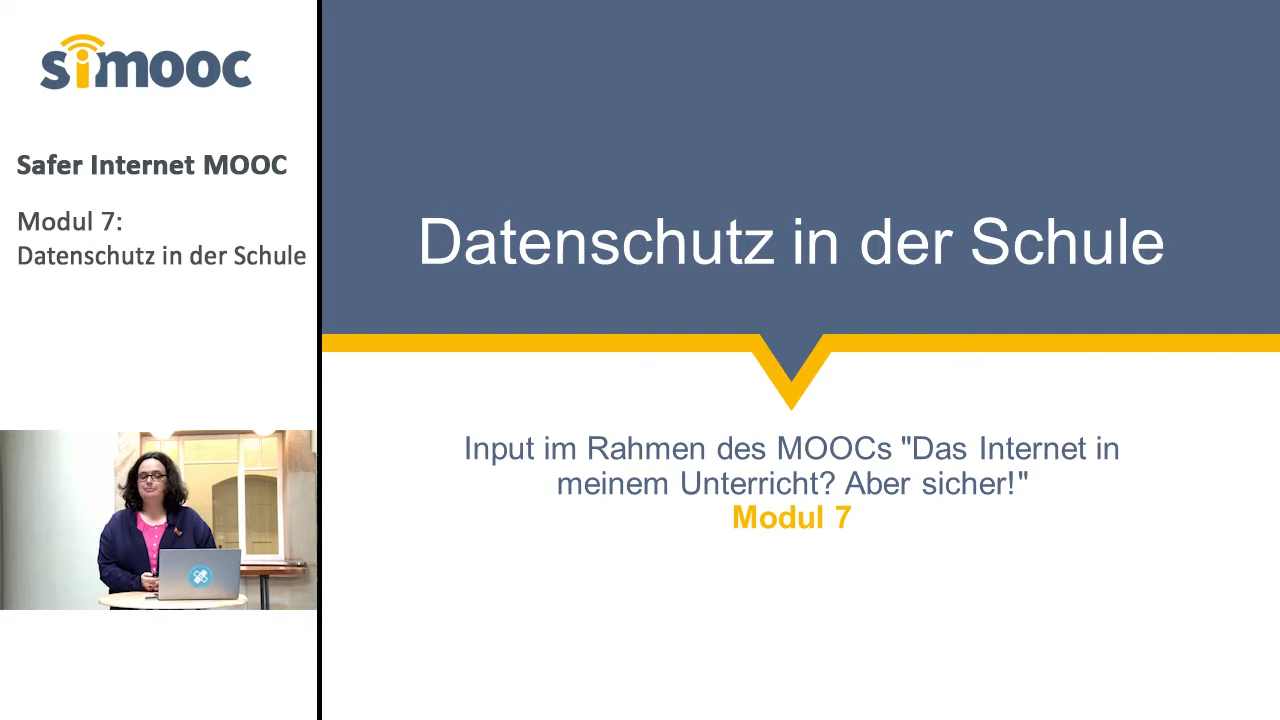 simooc
Safer Internet MOOC
Modul 7:
Datenschutz in der Schule
Datenschutz in der Schule
Input im Rahmen des MOOCs "Das Internet in
meinem Unterricht? Aber sicher!"
Modul 7